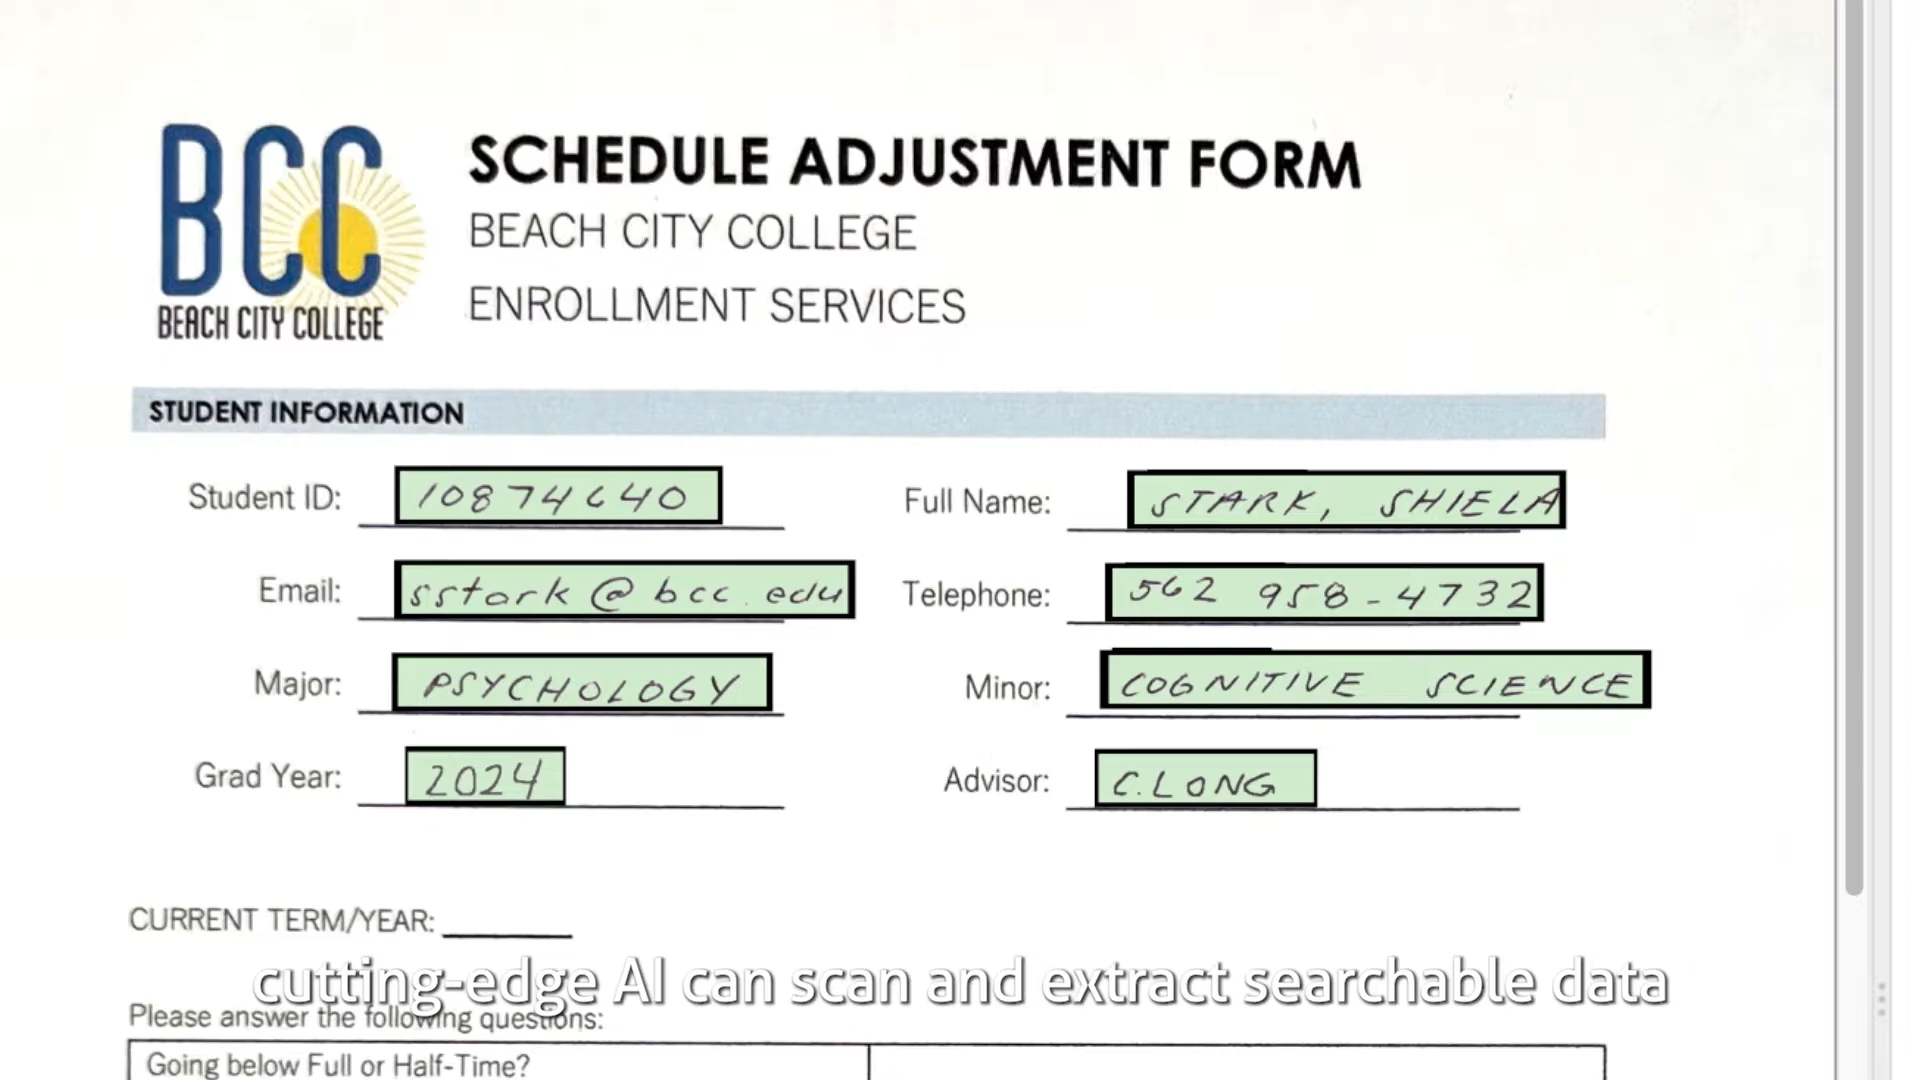 BCC
BEACH CITY COLLEGE
SCHEDULE ADJUSTMENT FORM
BEACH CITY COLLEGE
ENROLLMENT SERVICES
STUDENT INFORMATION
Student ID: 10874640 Full Name: STARK, SHIELA
Email: sstark@bcc.edu Telephone: 562 958-4732
Major: PSYCHOLOGY Minor: COGNITIVE SCIENCE
Grad Year: 2024 Advisor: C.LONG
CURRENT TERM/YEAR:
cutting-edge AI can scan and extract searchable data
Please answer the following questions:
Going below Full or Half-Time?